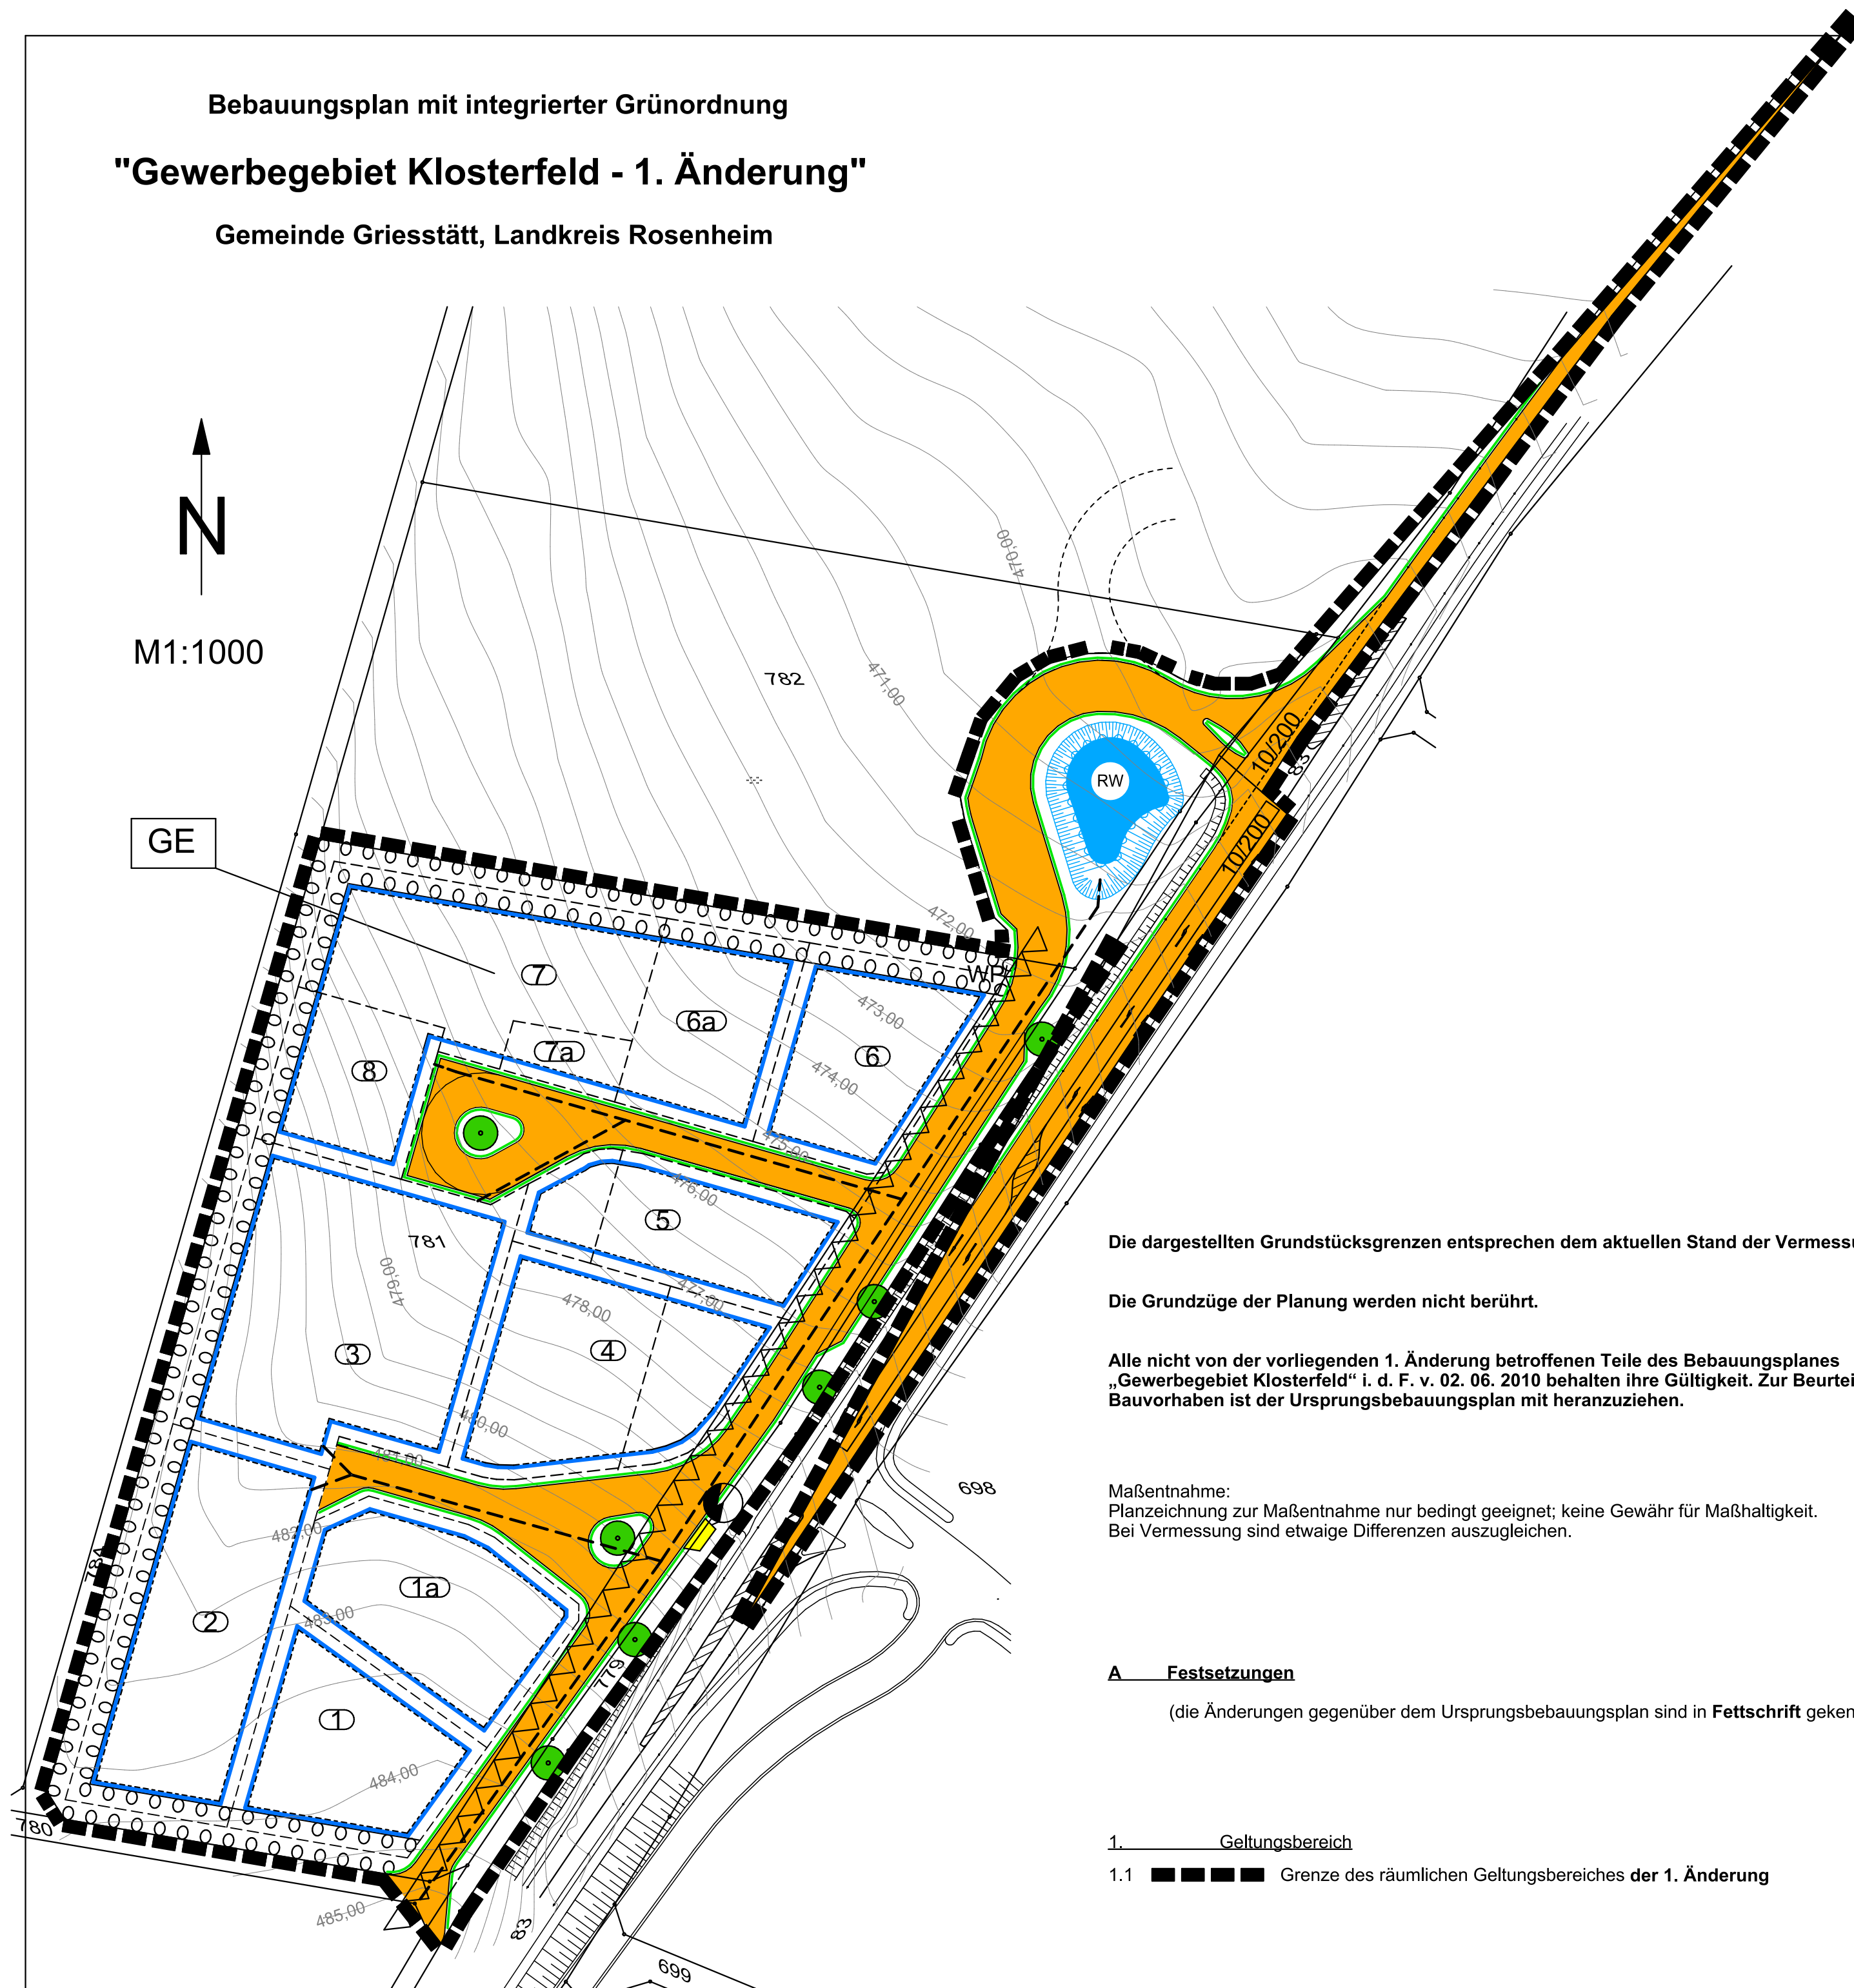 Bebauungsplan mit integrierter Grünordnung
"Gewerbegebiet Klosterfeld - 1. Änderung"
Gemeinde Griesstätt, Landkreis Rosenheim
N
M1:1000
470,00
782
471,00
10/200
83
RW
10/200
GE
472,00
WP
7
473,00
6a
7a
6
8
474,00
475,00
476,00
5
781
479,00
477,00
478,00
4
3
480,00
481,00
482,00
781
1a
2
483,00
779
1
484,00
780
485,00
83
699
698
Die dargestellten Grundstücksgrenzen entsprechen dem aktuellen Stand der
Die Grundzüge der Planung werden nicht berührt.
Alle nicht von der vorliegenden 1. Änderung betroffenen Teile des Bebauungsplanes
„Gewerbegebiet Klosterfeld“ i. d. F. v. 02. 06. 2010 behalten ihre Gültigkeit. Zur
Bauvorhaben ist der Ursprungsbebauungsplan mit heranzuziehen.
Maßentnahme:
Planzeichnung zur Maßentnahme nur bedingt geeignet; keine Gewähr für Maßhaltigkeit.
Bei Vermessung sind etwaige Differenzen auszugleichen.
A Festsetzungen
(die Änderungen gegenüber dem Ursprungsbebauungsplan sind in Fettschrift
1. Geltungsbereich
1.1 Grenze des räumlichen Geltungsbereiches der 1. Änderung